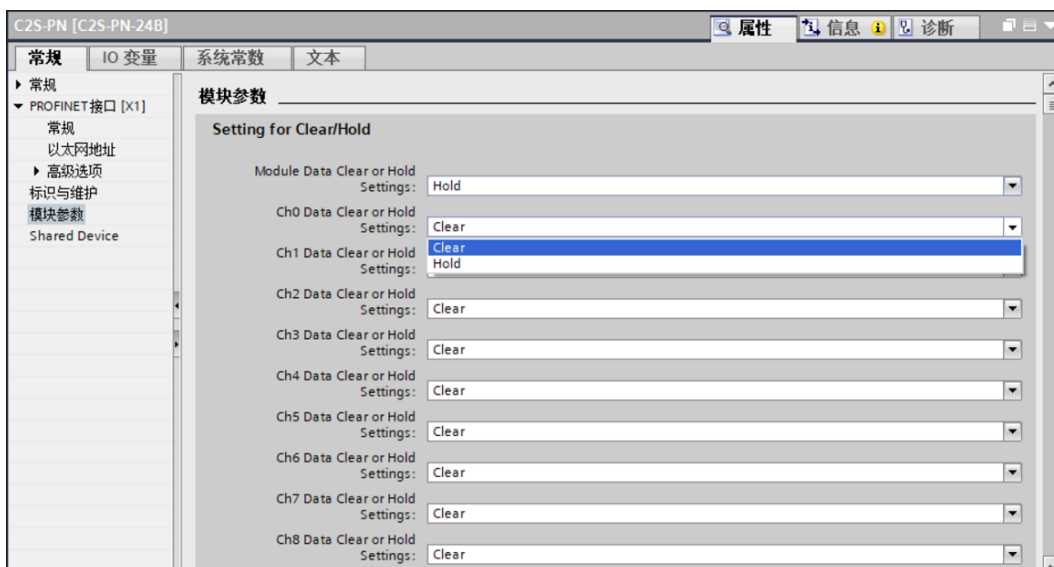 C2S-PN [C2S-PN-24B]
属性
信息
诊断
常规
IO 变量
系统常数
文本
常规
PROFINET接口 [X1]
常规
以太网地址
高级选项
标识与维护
模块参数
Shared Device
模块参数
Setting for Clear/Hold
Module Data Clear or Hold
Settings: Hold
Ch0 Data Clear or Hold
Settings: Clear
Clear
Hold
Ch1 Data Clear or Hold
Settings:
Ch2 Data Clear or Hold
Settings: Clear
Ch3 Data Clear or Hold
Settings: Clear
Ch4 Data Clear or Hold
Settings: Clear
Ch5 Data Clear or Hold
Settings: Clear
Ch6 Data Clear or Hold
Settings: Clear
Ch7 Data Clear or Hold
Settings: Clear
Ch8 Data Clear or Hold
Settings: Clear